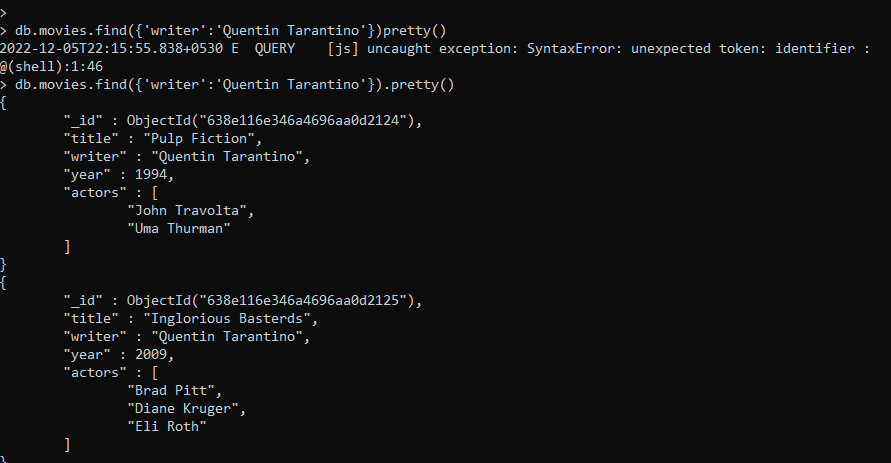 >
> db.movies.find({'writer':'Quentin Tarantino'})pretty()
2022-12-05T22:15:55.838+0530 E  QUERY    [js] uncaught exception: SyntaxError: unexpected token: identifier :
@(shell):1:46
> db.movies.find({'writer':'Quentin Tarantino'}).pretty()
{
        "_id" : ObjectId("638e116e346a4696aa0d2124"),
        "title" : "Pulp Fiction",
        "writer" : "Quentin Tarantino",
        "year" : 1994,
        "actors" : [
                "John Travolta",
                "Uma Thurman"
        ]
}
{
        "_id" : ObjectId("638e116e346a4696aa0d2125"),
        "title" : "Inglorious Basterds",
        "writer" : "Quentin Tarantino",
        "year" : 2009,
        "actors" : [
                "Brad Pitt",
                "Diane Kruger",
                "Eli Roth"
        ]
}